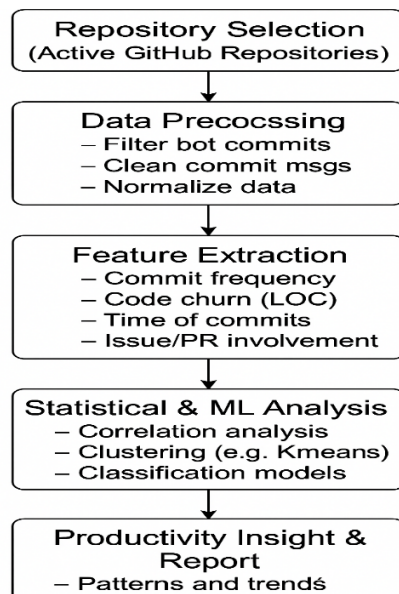 Repository Selection
(Active GitHub Repositories)
Data Precocssing
– Filter bot commits
– Clean commit msgs
– Normalize data
Feature Extraction
– Commit frequency
– Code churn (LOC)
– Time of commits
– Issue/PR involvement
Statistical & ML Analysis
– Correlation analysis
– Clustering (e.g. Kmeans)
– Classification models
Productivity Insight &
Report
– Patterns and trends